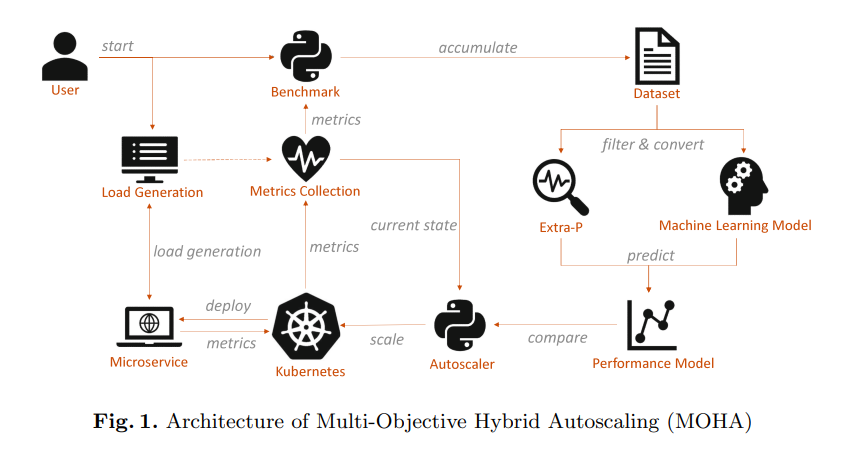 start
accumulate
User
Benchmark
Dataset
metrics
filter & convert
Load Generation
Metrics Collection
current state
Extra-P
Machine Learning Model
load generation
metrics
predict
deploy
metrics
scale
compare
Microservice
Kubernetes
Autoscaler
Performance Model
Fig. 1. Architecture of Multi-Objective Hybrid Autoscaling (MOHA)